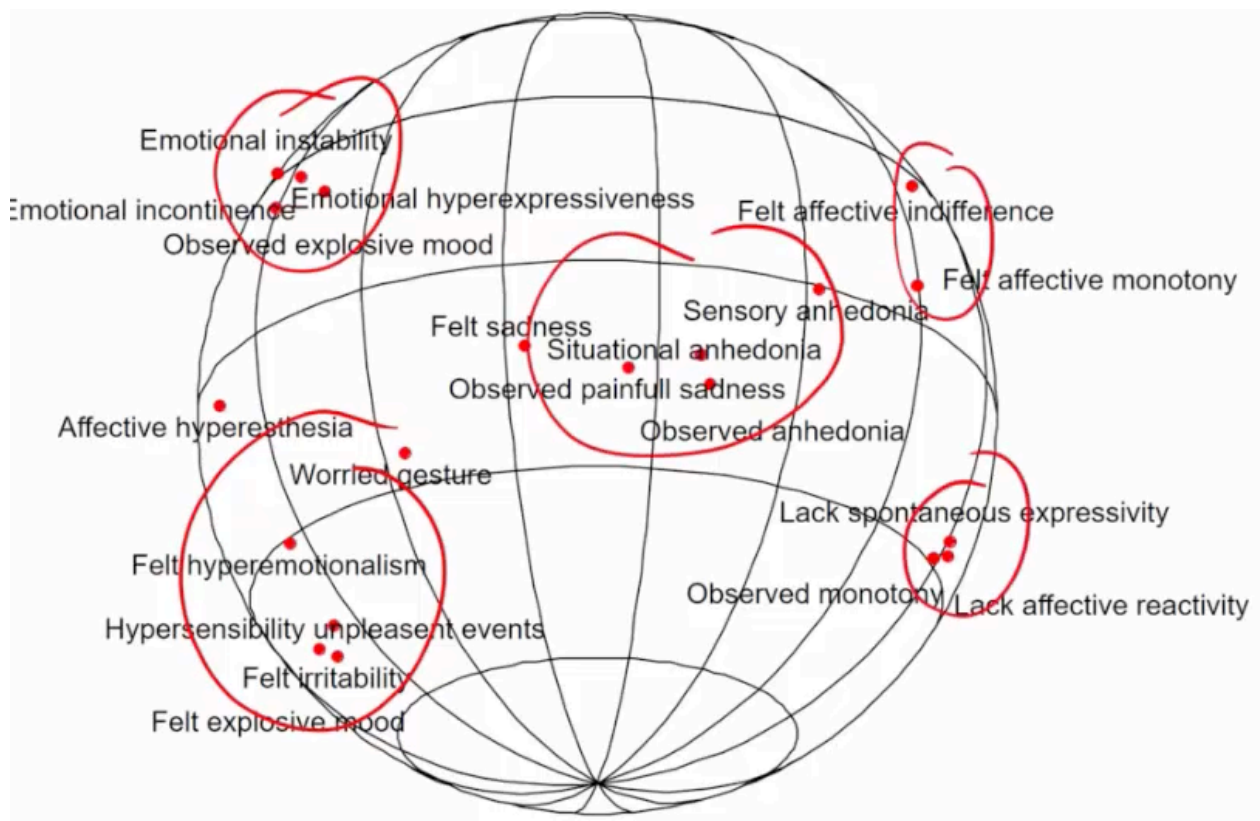 Emotional instability
Emotional hyperexpressiveness
Emotional incontinence
Observed explosive mood
Felt affective indifference
Felt affective monotony
Sensory anhedonia
Felt sadness
Situational anhedonia
Observed painfull sadness
Affective hyperesthesia
Observed anhedonia
Worried gesture
Lack spontaneous expressivity
Felt hyperemotionalism
Observed monotony
Lack affective reactivity
Hypersensibility unpleasent events
Felt irritability
Felt explosive mood